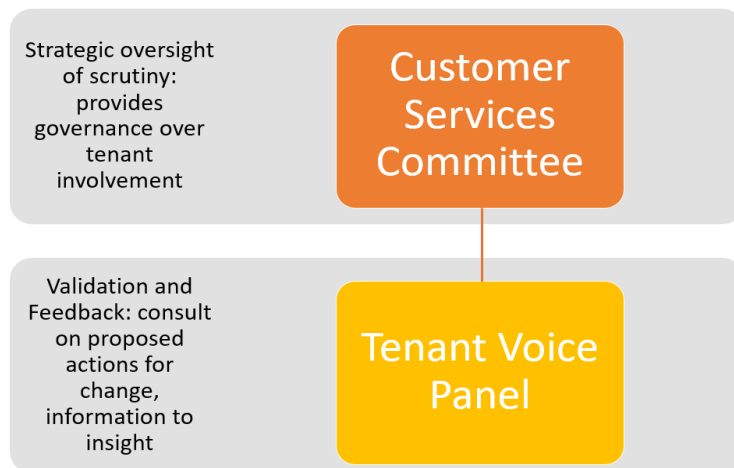 Strategic oversight
of scrutiny:
provides
governance over
tenant
involvement
Customer
Services
Committee
Validation and
Feedback: consult
on proposed
actions for
change,
information to
insight
Tenant Voice
Panel